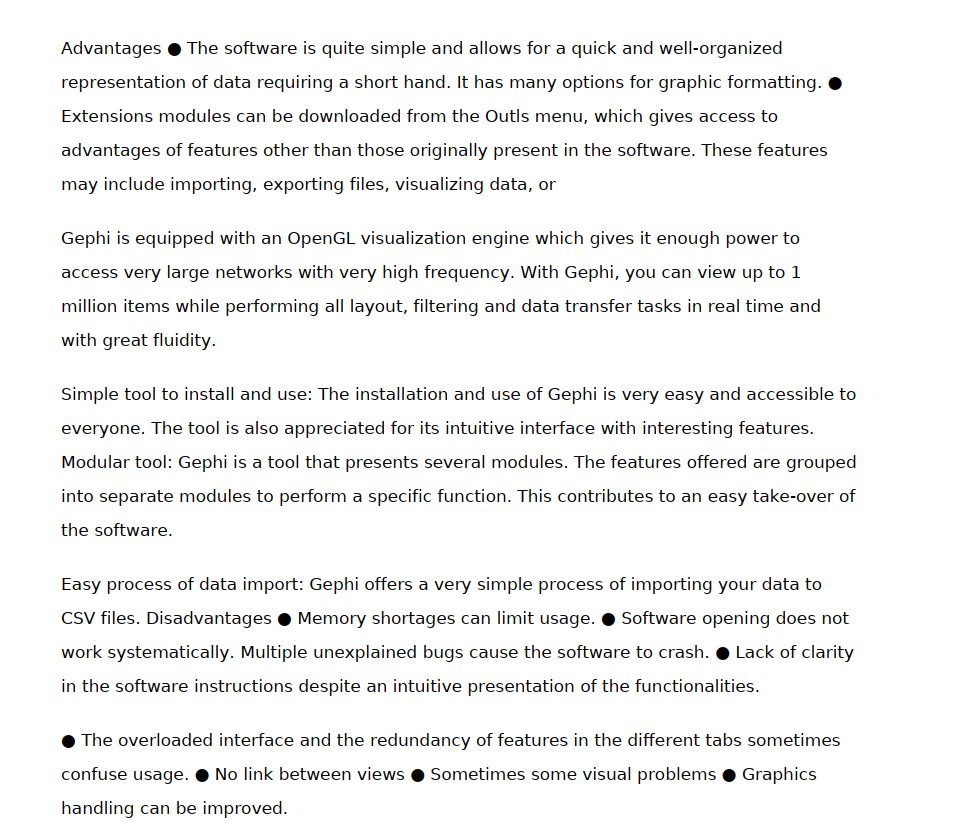 Advantages ● The software is quite simple and allows for a quick and well-organized
representation of data requiring a short hand. It has many options for graphic formatting. ●
Extensions modules can be downloaded from the Outls menu, which gives access to
advantages of features other than those originally present in the software. These features
may include importing, exporting files, visualizing data, or
Gephi is equipped with an OpenGL visualization engine which gives it enough power to
access very large networks with very high frequency. With Gephi, you can view up to 1
million items while performing all layout, filtering and data transfer tasks in real time and
with great fluidity.
Simple tool to install and use: The installation and use of Gephi is very easy and accessible to
everyone. The tool is also appreciated for its intuitive interface with interesting features.
Modular tool: Gephi is a tool that presents several modules. The features offered are grouped
into separate modules to perform a specific function. This contributes to an easy take-over of
the software.
Easy process of data import: Gephi offers a very simple process of importing your data to
CSV files. Disadvantages ● Memory shortages can limit usage. ● Software opening does not
work systematically. Multiple unexplained bugs cause the software to crash. ● Lack of clarity
in the software instructions despite an intuitive presentation of the functionalities.
● The overloaded interface and the redundancy of features in the different tabs sometimes
confuse usage. ● No link between views ● Sometimes some visual problems ● Graphics
handling can be improved.